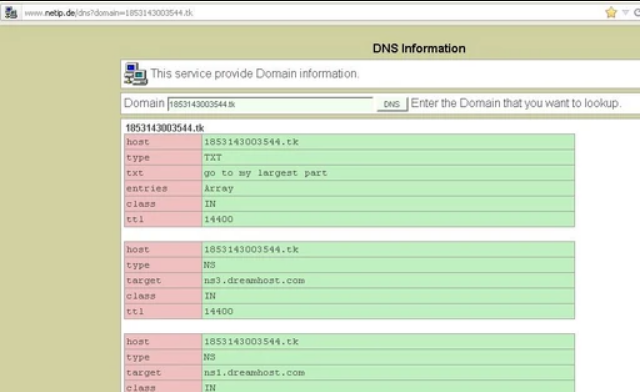 www.netip.de/dns?domain=1853143003544.tk
DNS Information
This service provide Domain information.
Domain 1853143003544.tk DNS Enter the Domain that you want to lookup.
1853143003544.tk
host 1853143003544.tk
type TXT
txt go to my largest part
entries Array
class IN
ttl 14400
host 1853143003544.tk
type NS
target ns3.dreamhost.com
class IN
ttl 14400
host 1853143003544.tk
type NS
target ns1.dreamhost.com
class IN